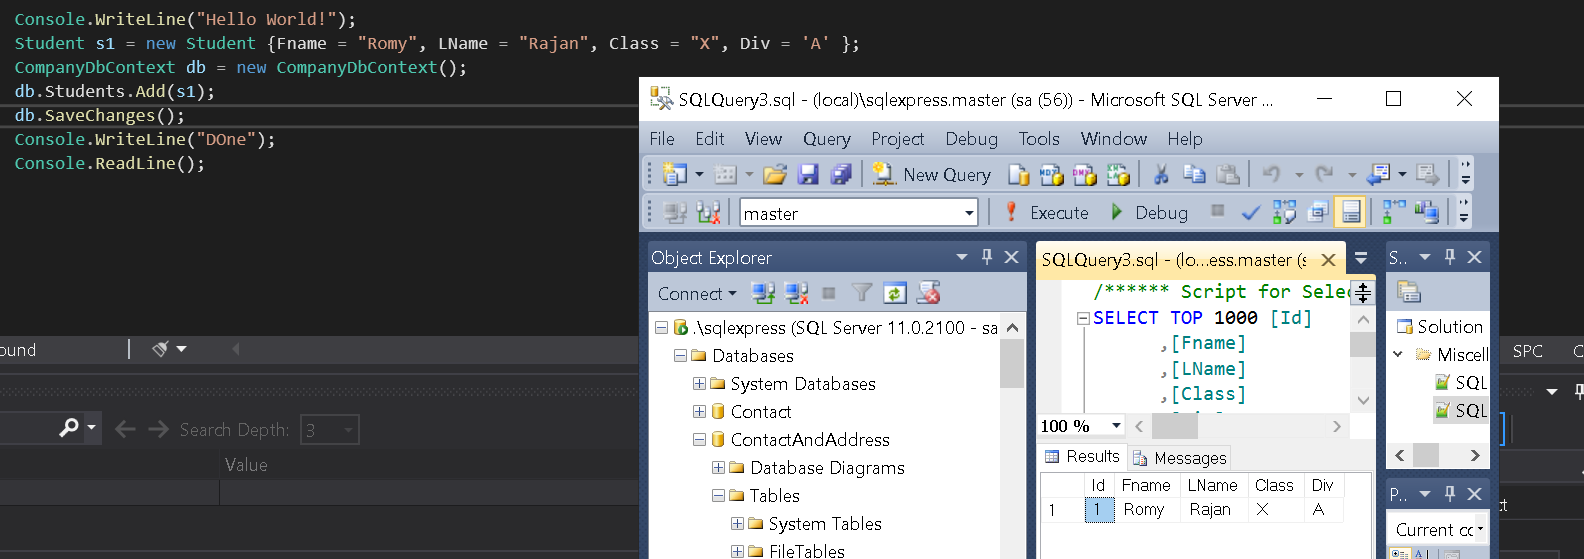 Console.WriteLine("Hello World!");
Student s1 = new Student {Fname = "Romy", LName = "Rajan", Class = "X", Div = 'A' };
CompanyDbContext db = new CompanyDbContext();
db.Students.Add(s1);
db.SaveChanges();
Console.WriteLine("DOne");
Console.ReadLine();
SQLQuery3.sql - (local)\sqlexpress.master (sa (56)) - Microsoft SQL Server ...
File Edit View Query Project Debug Tools Window Help
New Query
master Execute Debug
Object Explorer
Connect
.\sqlexpress (SQL Server 11.0.2100 - sa
Databases
System Databases
Contact
ContactAndAddress
Database Diagrams
Tables
System Tables
FileTables
SQLQuery3.sql - (lo...ess.master (s
/****** Script for Selec
SELECT TOP 1000 [Id]
,[Fname]
,[LName]
,[Class]
100 %
Results Messages
Id Fname LName Class Div
1 1 Romy Rajan X A
S..
Solution
Miscell
SQL
SQL
P..
Current cc
ound
Search Depth: 3
Value
SPC